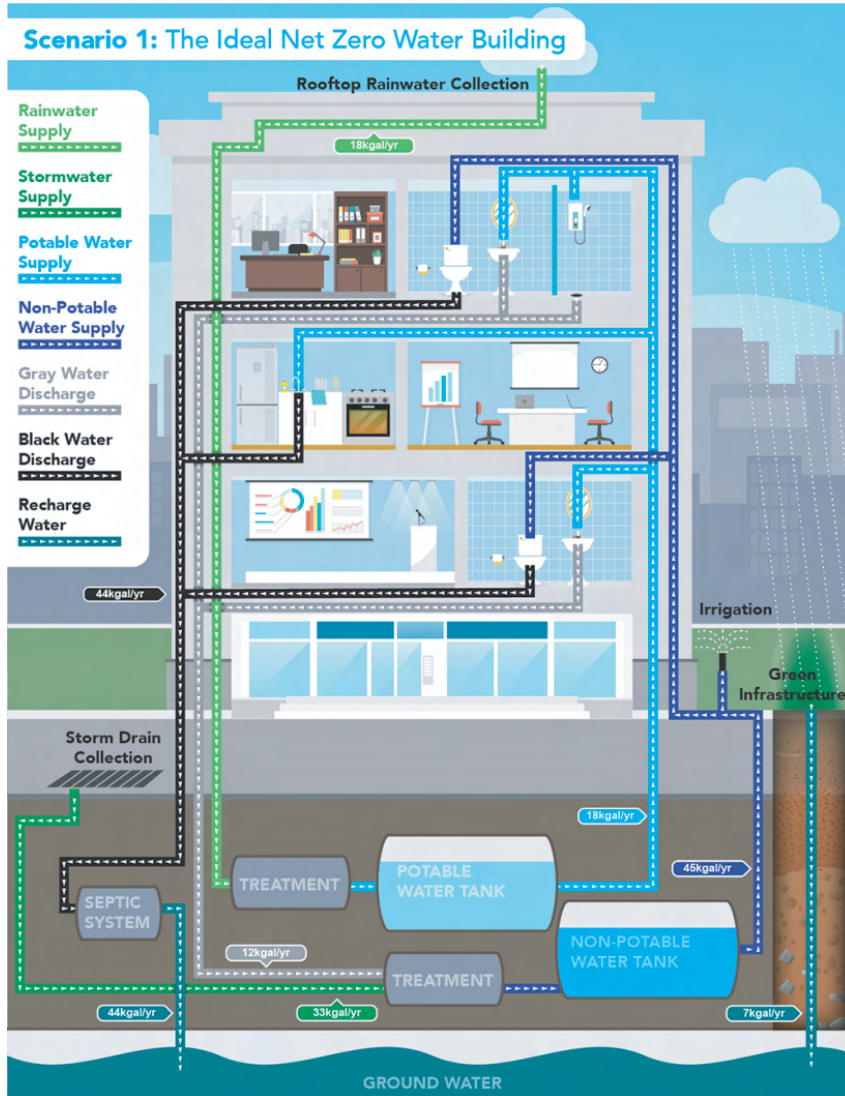 Scenario 1: The Ideal Net Zero Water Building
Rooftop Rainwater Collection
Rainwater
Supply
18kgal/yr
Stormwater
Supply
Potable Water
Supply
Non-Potable
Water Supply
Gray Water
Discharge
Black Water
Discharge
Recharge
Water
44kgal/yr
Irrigation
Green
Infrastructure
Storm Drain
Collection
18kgal/yr
45kgal/yr
TREATMENT
POTABLE
WATER TANK
SEPTIC
SYSTEM
NON-POTABLE
WATER TANK
12kgal/yr
TREATMENT
44kgal/yr
33kgal/yr
7kgal/yr
GROUND WATER